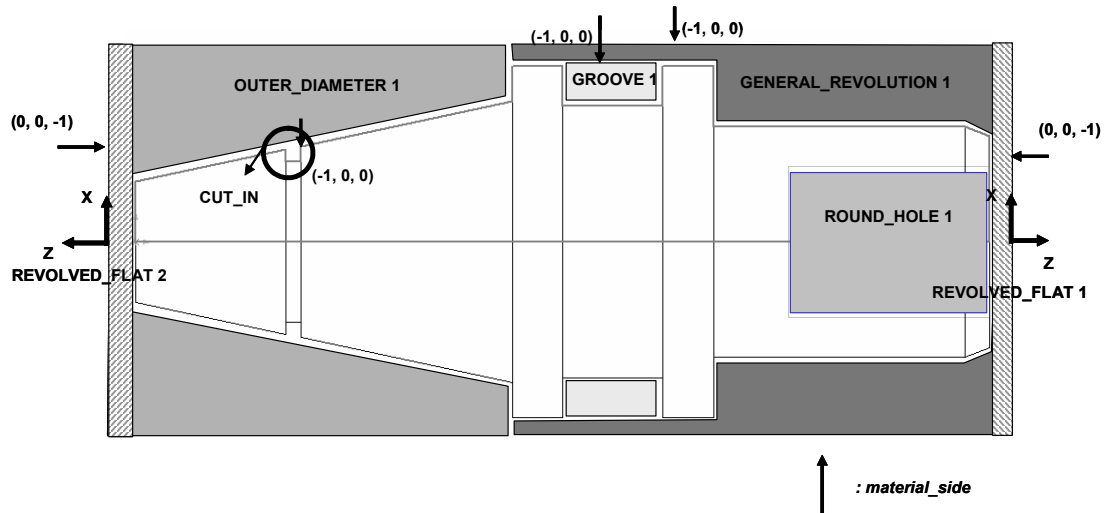 (-1, 0, 0)
(-1, 0, 0)
OUTER_DIAMETER 1
GROOVE 1
GENERAL_REVOLUTION 1
(0, 0, -1)
(0, 0, -1)
(-1, 0, 0)
CUT_IN
X
X
ROUND_HOLE 1
Z
Z
REVOLVED_FLAT 2
REVOLVED_FLAT 1
: material_side